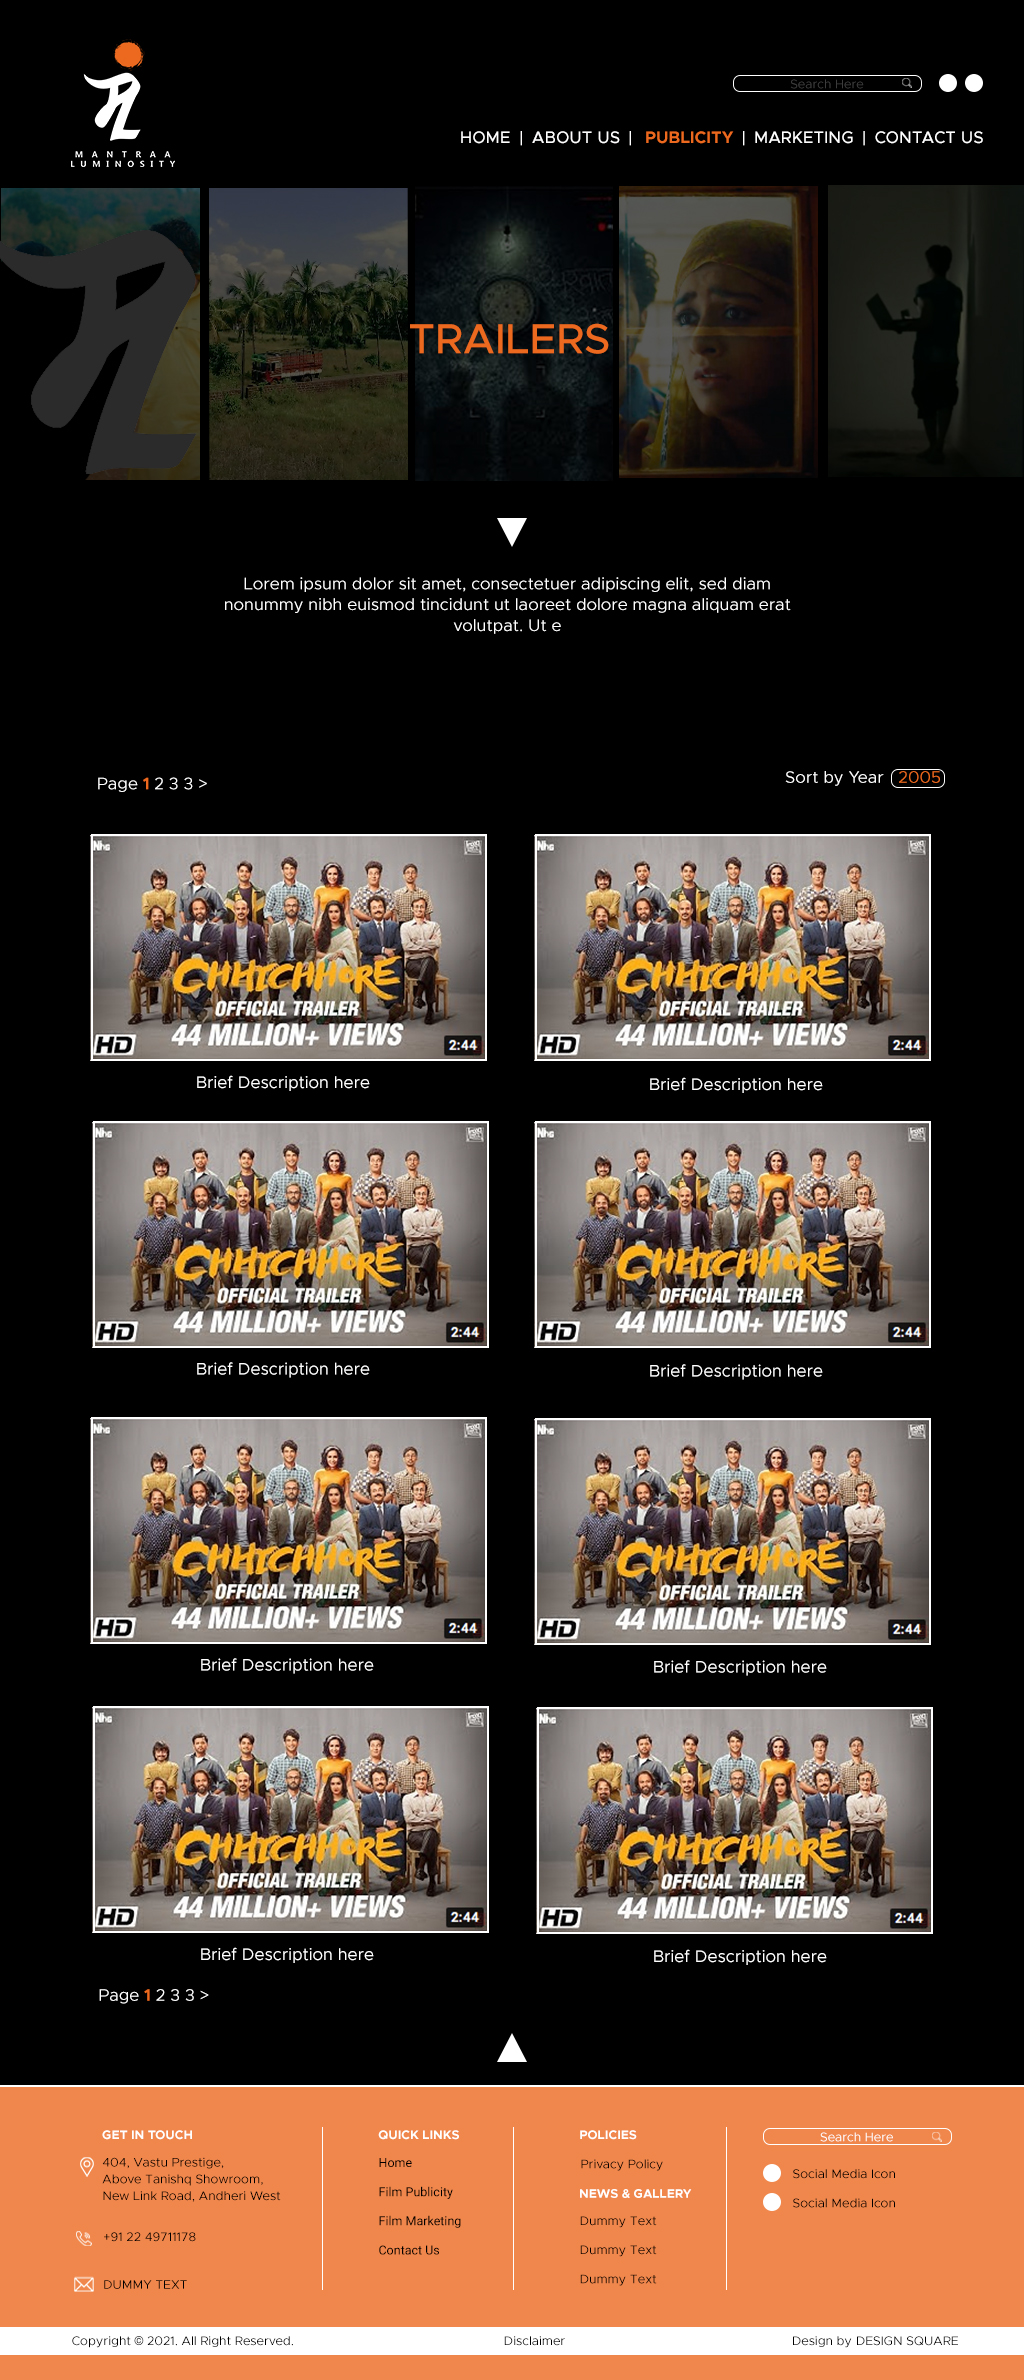 MANTRAA
LUMINOSITY
Search Here
HOME | ABOUT US | PUBLICITY | MARKETING | CONTACT US
TRAILERS
Lorem ipsum dolor sit amet, consectetuer adipiscing elit, sed diam
nonummy nibh euismod tincidunt ut laoreet dolore magna aliquam erat
volutpat. Ut e
Page 1 2 3 3 >
Sort by Year 2005
CHHICHHORE
OFFICIAL TRAILER
44 MILLION+ VIEWS
HD
2:44
Brief Description here
CHHICHHORE
OFFICIAL TRAILER
44 MILLION+ VIEWS
HD
2:44
Brief Description here
CHHICHHORE
OFFICIAL TRAILER
44 MILLION+ VIEWS
HD
2:44
Brief Description here
CHHICHHORE
OFFICIAL TRAILER
44 MILLION+ VIEWS
HD
2:44
Brief Description here
CHHICHHORE
OFFICIAL TRAILER
44 MILLION+ VIEWS
HD
2:44
Brief Description here
CHHICHHORE
OFFICIAL TRAILER
44 MILLION+ VIEWS
HD
2:44
Brief Description here
CHHICHHORE
OFFICIAL TRAILER
44 MILLION+ VIEWS
HD
2:44
Brief Description here
CHHICHHORE
OFFICIAL TRAILER
44 MILLION+ VIEWS
HD
2:44
Brief Description here
Page 1 2 3 3 >
GET IN TOUCH
404, Vastu Prestige,
Above Tanishq Showroom,
New Link Road, Andheri West
+91 22 49711178
DUMMY TEXT
QUICK LINKS
Home
Film Publicity
Film Marketing
Contact Us
POLICIES
Privacy Policy
NEWS & GALLERY
Dummy Text
Dummy Text
Dummy Text
Search Here
Social Media Icon
Social Media Icon
Copyright © 2021. All Right Reserved.
Disclaimer
Design by DESIGN SQUARE